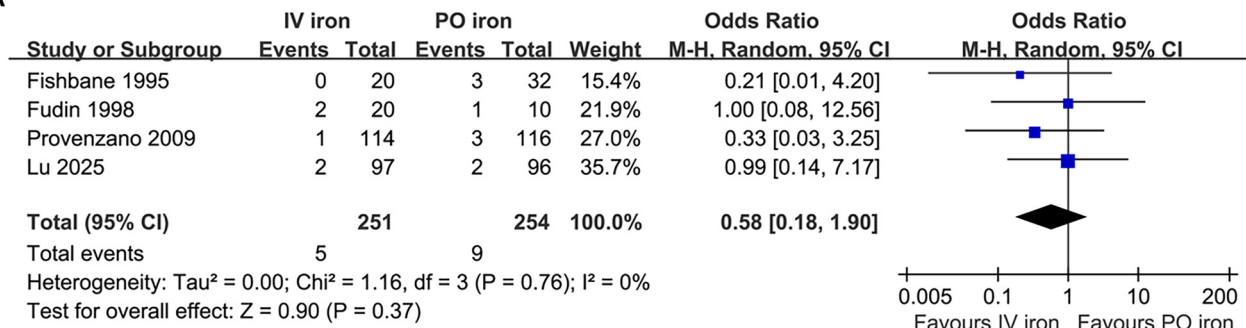 IV iron PO iron Odds Ratio Odds Ratio
Study or Subgroup Events Total Events Total Weight M-H, Random, 95% CI M-H, Random, 95% CI
Fishbane 1995 0 20 3 32 15.4% 0.21 [0.01, 4.20]
Fudin 1998 2 20 1 10 21.9% 1.00 [0.08, 12.56]
Provenzano 2009 1 114 3 116 27.0% 0.33 [0.03, 3.25]
Lu 2025 2 97 2 96 35.7% 0.99 [0.14, 7.17]
Total (95% CI) 251 254 100.0% 0.58 [0.18, 1.90]
Total events 5 9
Heterogeneity: Tau² = 0.00; Chi² = 1.16, df = 3 (P = 0.76); I² = 0%
Test for overall effect: Z = 0.90 (P = 0.37)
0.005 0.1 1 10 200
Favours IV iron Favours PO iron